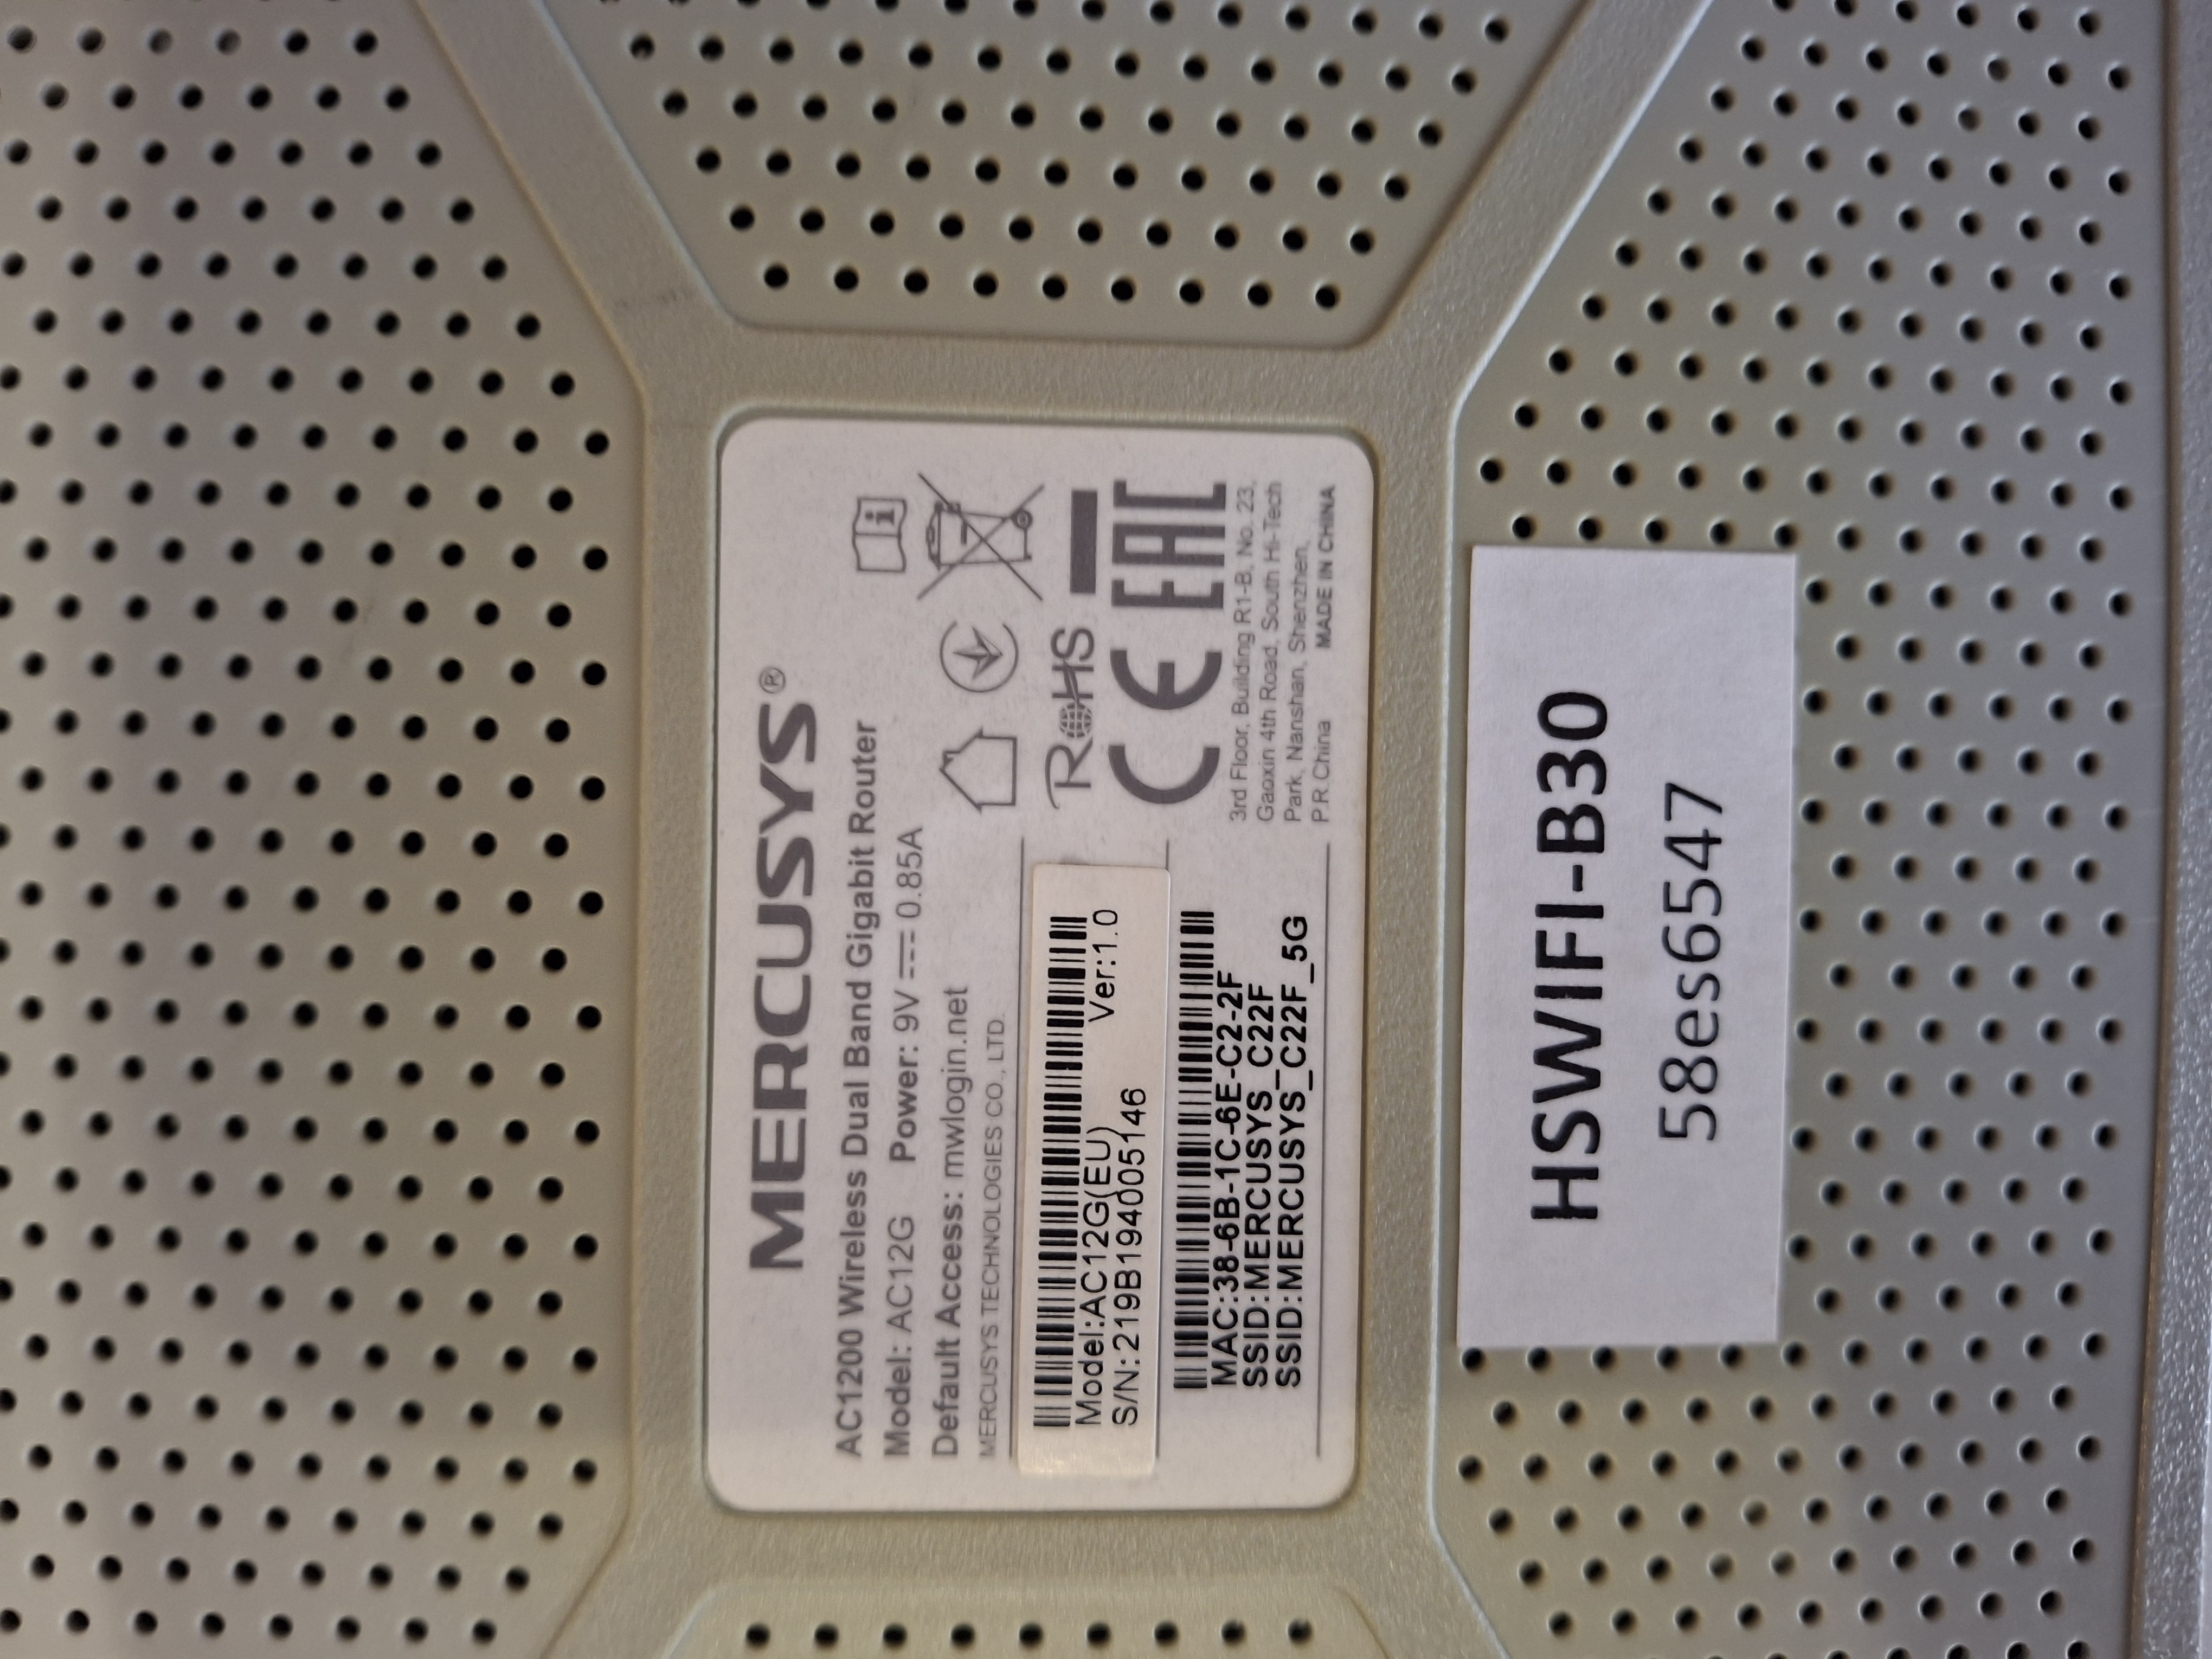 MERCUSYS®
AC1200 Wireless Dual Band Gigabit Router
Model: AC12G Power: 9V ⎓ 0.85A
Default Access: mwlogin.net
MERCUSYS TECHNOLOGIES CO., LTD.
Model:AC12G(EU) Ver:1.0
S/N:219B194005146
MAC:38-6B-1C-6E-C2-2F
SSID:MERCUSYS_C22F
SSID:MERCUSYS_C22F_5G
i
RoHS
CE EAC
3rd Floor, Building R1-B, No. 23,
Gaoxin 4th Road, South Hi-Tech
Park, Nanshan, Shenzhen,
P.R.China MADE IN CHINA
HSWIFI-B30
58es6547